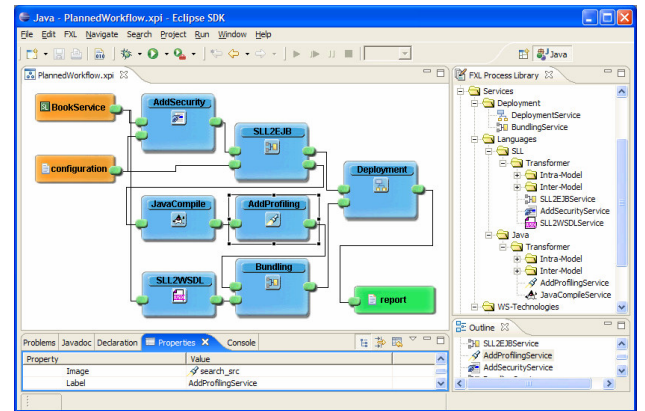 Java - PlannedWorkflow.xpi - Eclipse SDK
File Edit FXL Navigate Search Project Run Window Help
Java
PlannedWorkflow.xpi
BookService
AddSecurity
SLL2EJB
configuration
Deployment
JavaCompile
AddProfiling
SLL2WSDL
Bundling
report
FXL Process Library
Services
Deployment
DeploymentService
BundlingService
Languages
SLL
Transformer
Intra-Model
Inter-Model
SLL2EJBService
AddSecurityService
SLL2WSDLService
Java
Transformer
Intra-Model
Inter-Model
AddProfilingService
JavaCompileService
WS-Technologies
Problems Javadoc Declaration Properties Console
Property Value
Image search_src
Label AddProfilingService
Outline
SLL2EJBService
AddProfilingService
AddSecurityService